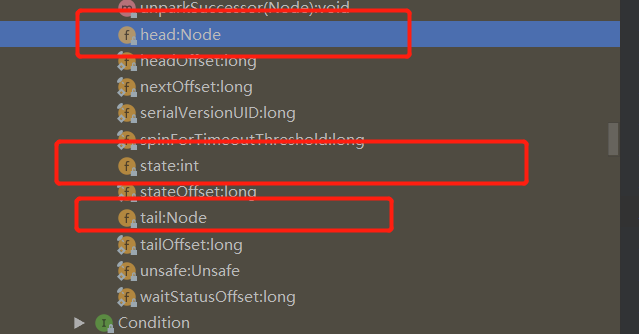 unparkSuccessor(Node):void
head:Node
headOffset:long
nextOffset:long
serialVersionUID:long
spinForTimeoutThreshold:long
state:int
stateOffset:long
tail:Node
tailOffset:long
unsafe:Unsafe
waitStatusOffset:long
Condition